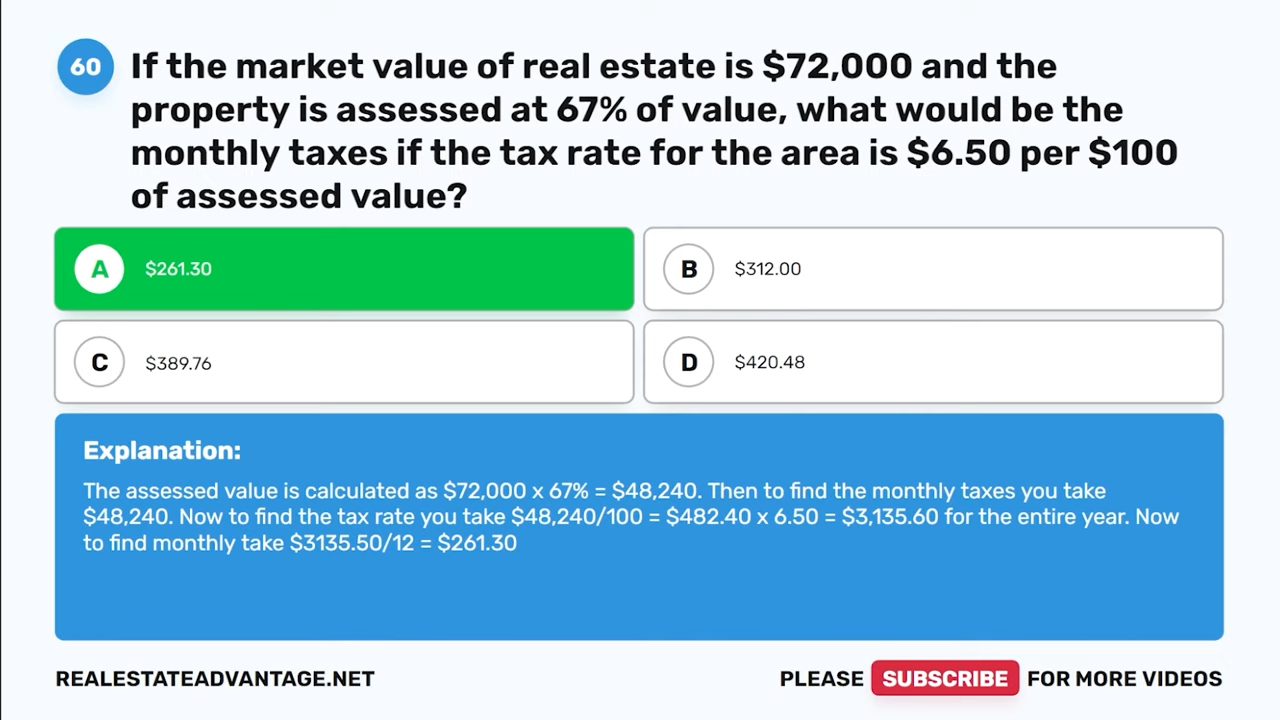 60
If the market value of real estate is $72,000 and the
property is assessed at 67% of value, what would be the
monthly taxes if the tax rate for the area is $6.50 per $100
of assessed value?
A $261.30
B $312.00
C $389.76
D $420.48
Explanation:
The assessed value is calculated as $72,000 x 67% = $48,240. Then to find the monthly taxes you take
$48,240. Now to find the tax rate you take $48,240/100 = $482.40 x 6.50 = $3,135.60 for the entire year. Now
to find monthly take $3135.50/12 = $261.30
REALESTATEADVANTAGE.NET
PLEASE SUBSCRIBE FOR MORE VIDEOS